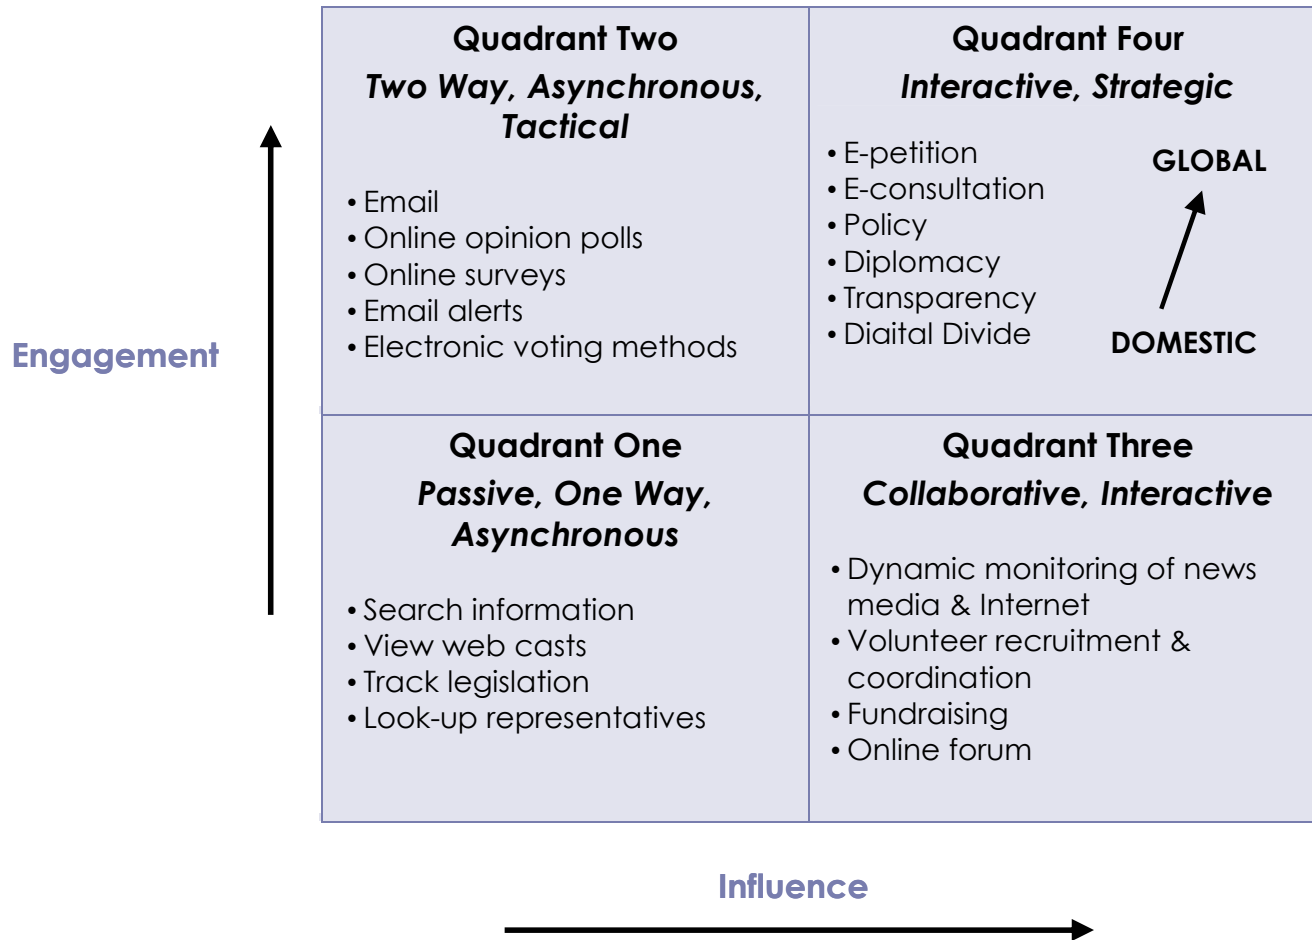 Quadrant Two
Two Way, Asynchronous,
Tactical
• Email
• Online opinion polls
• Online surveys
• Email alerts
• Electronic voting methods
Quadrant Four
Interactive, Strategic
• E-petition
• E-consultation
• Policy
• Diplomacy
• Transparency
• Diaital Divide
GLOBAL
DOMESTIC
Engagement
Quadrant One
Passive, One Way,
Asynchronous
• Search information
• View web casts
• Track legislation
• Look-up representatives
Quadrant Three
Collaborative, Interactive
• Dynamic monitoring of news
media & Internet
• Volunteer recruitment &
coordination
• Fundraising
• Online forum
Influence